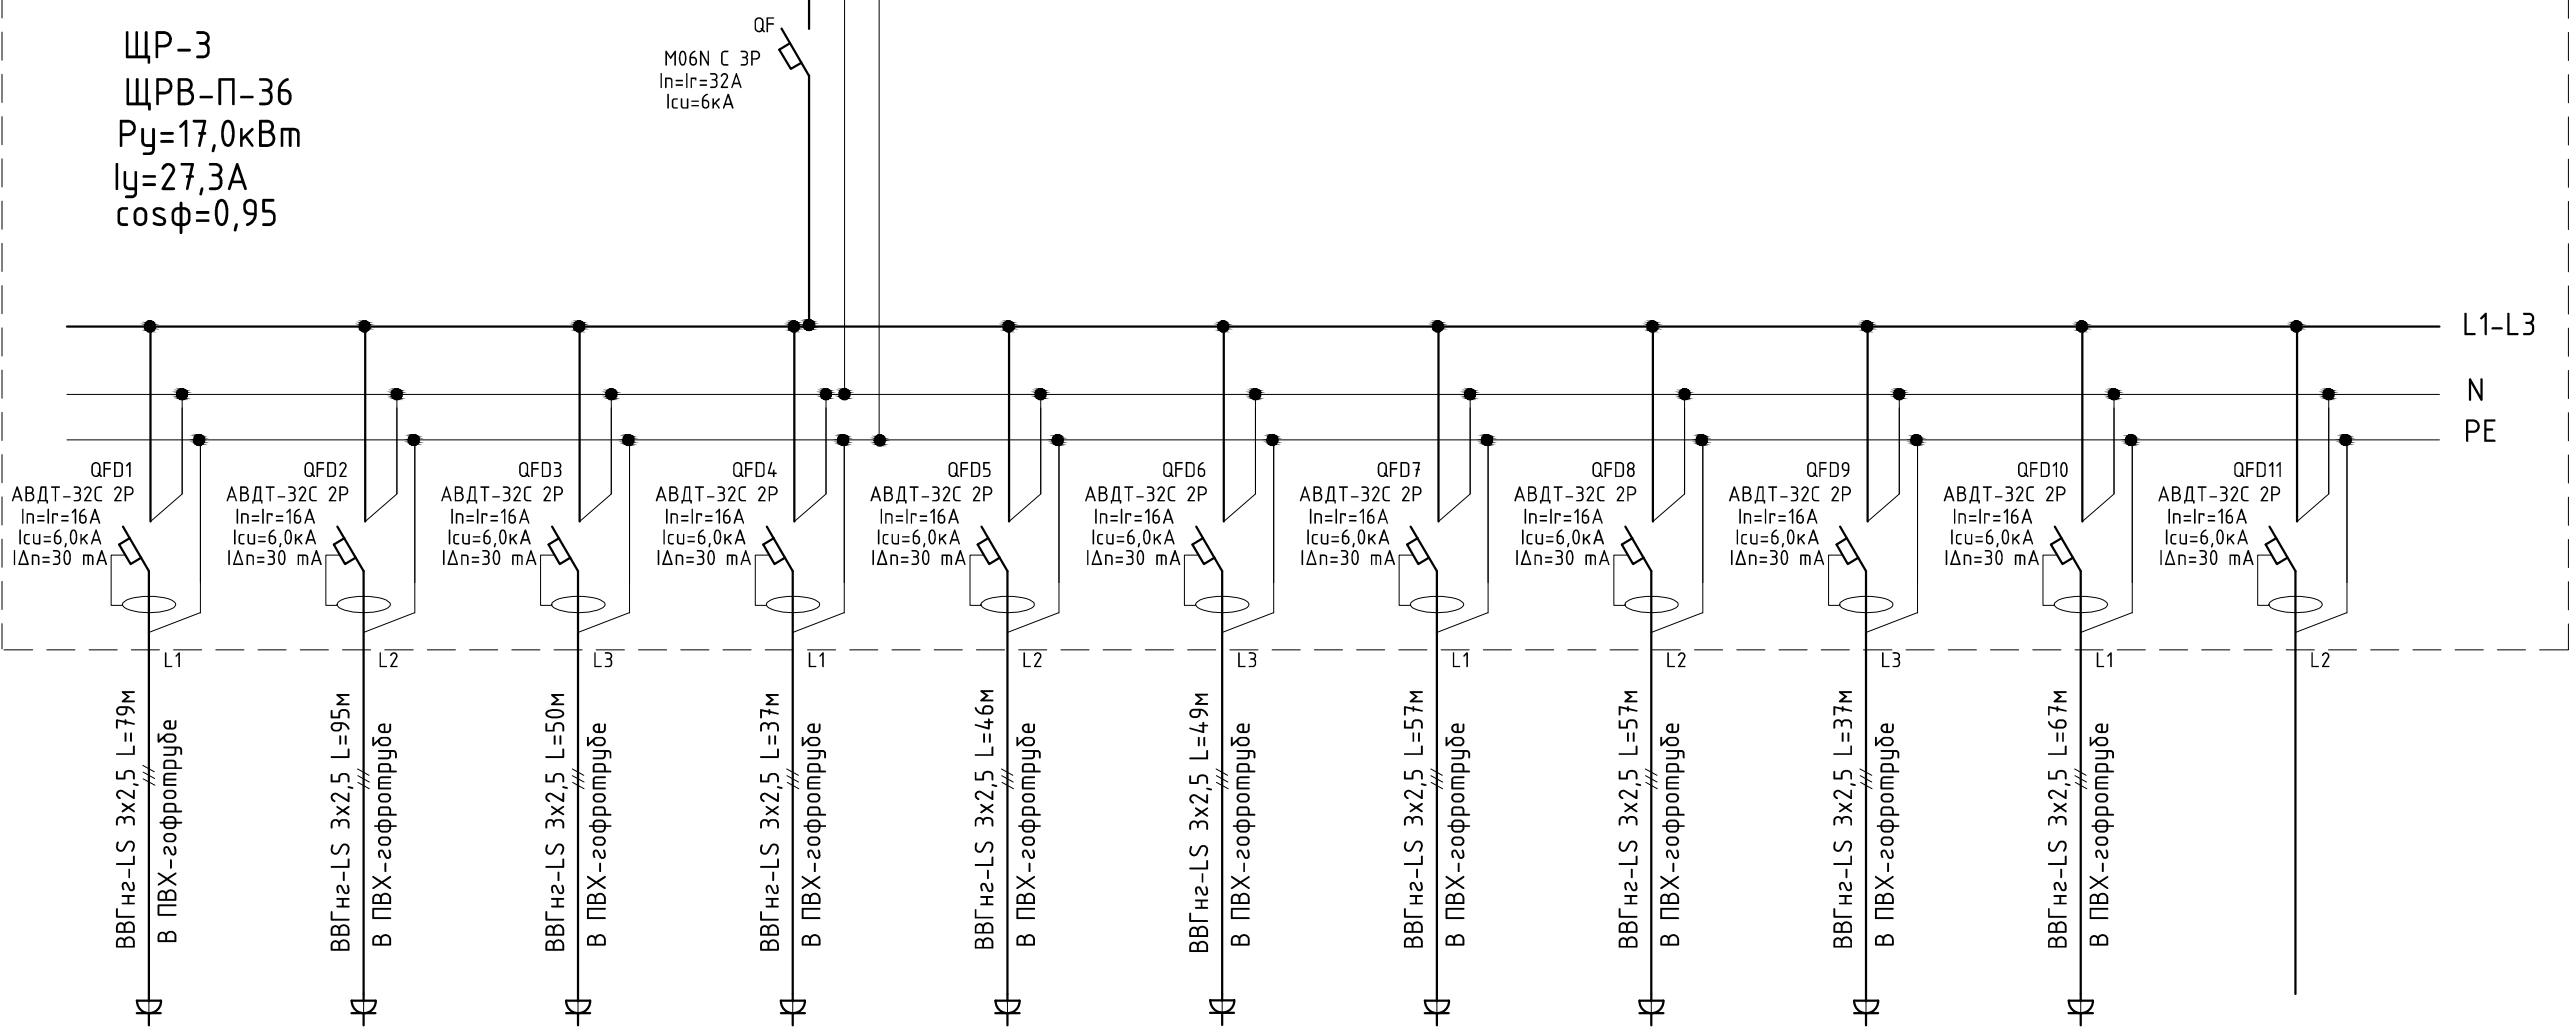 ЩР-3
ЩРВ-П-36
Ру=17,0кВт
Iу=27,3А
cosф=0,95
QF
M06N C 3P
In=Ir=32A
Icu=6кА
L1-L3
N
PE
QFD1
АВДТ-32С 2Р
In=Ir=16A
Icu=6,0кА
IΔn=30 mA
QFD2
АВДТ-32С 2Р
In=Ir=16A
Icu=6,0кА
IΔn=30 mA
QFD3
АВДТ-32С 2Р
In=Ir=16A
Icu=6,0кА
IΔn=30 mA
QFD4
АВДТ-32С 2Р
In=Ir=16A
Icu=6,0кА
IΔn=30 mA
QFD5
АВДТ-32С 2Р
In=Ir=16A
Icu=6,0кА
IΔn=30 mA
QFD6
АВДТ-32С 2Р
In=Ir=16A
Icu=6,0кА
IΔn=30 mA
QFD7
АВДТ-32С 2Р
In=Ir=16A
Icu=6,0кА
IΔn=30 mA
QFD8
АВДТ-32С 2Р
In=Ir=16A
Icu=6,0кА
IΔn=30 mA
QFD9
АВДТ-32С 2Р
In=Ir=16A
Icu=6,0кА
IΔn=30 mA
QFD10
АВДТ-32С 2Р
In=Ir=16A
Icu=6,0кА
IΔn=30 mA
QFD11
АВДТ-32С 2Р
In=Ir=16A
Icu=6,0кА
IΔn=30 mA
L1
L2
L3
L1
L2
L3
L1
L2
L3
L1
L2
ВВГнг-LS 3х2,5 L=79м
В ПВХ-гофротрубе
ВВГнг-LS 3х2,5 L=95м
В ПВХ-гофротрубе
ВВГнг-LS 3х2,5 L=50м
В ПВХ-гофротрубе
ВВГнг-LS 3х2,5 L=37м
В ПВХ-гофротрубе
ВВГнг-LS 3х2,5 L=46м
В ПВХ-гофротрубе
ВВГнг-LS 3х2,5 L=49м
В ПВХ-гофротрубе
ВВГнг-LS 3х2,5 L=57м
В ПВХ-гофротрубе
ВВГнг-LS 3х2,5 L=57м
В ПВХ-гофротрубе
ВВГнг-LS 3х2,5 L=37м
В ПВХ-гофротрубе
ВВГнг-LS 3х2,5 L=67м
В ПВХ-гофротрубе